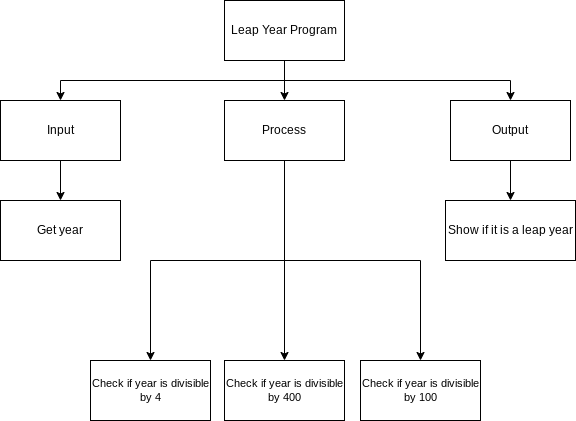 Leap Year Program
Input
Process
Output
Get year
Show if it is a leap year
Check if year is divisible
by 4
Check if year is divisible
by 400
Check if year is divisible
by 100